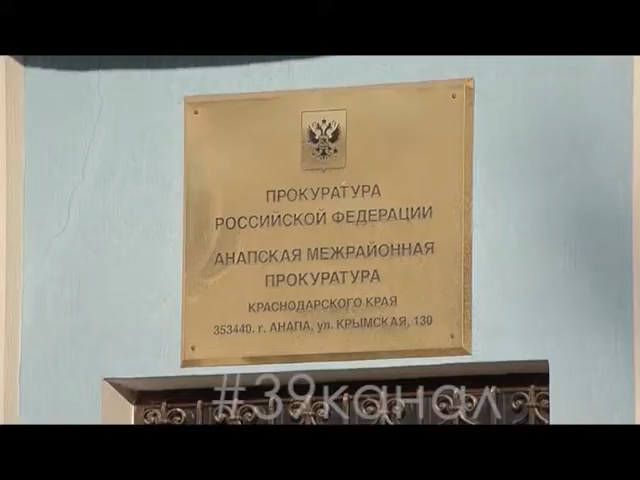 ПРОКУРАТУРА
РОССИЙСКОЙ ФЕДЕРАЦИИ
АНАПСКАЯ МЕЖРАЙОННАЯ
ПРОКУРАТУРА
КРАСНОДАРСКОГО КРАЯ
353440. г. АНАПА, ул. КРЫМСКАЯ, 130
#39канал